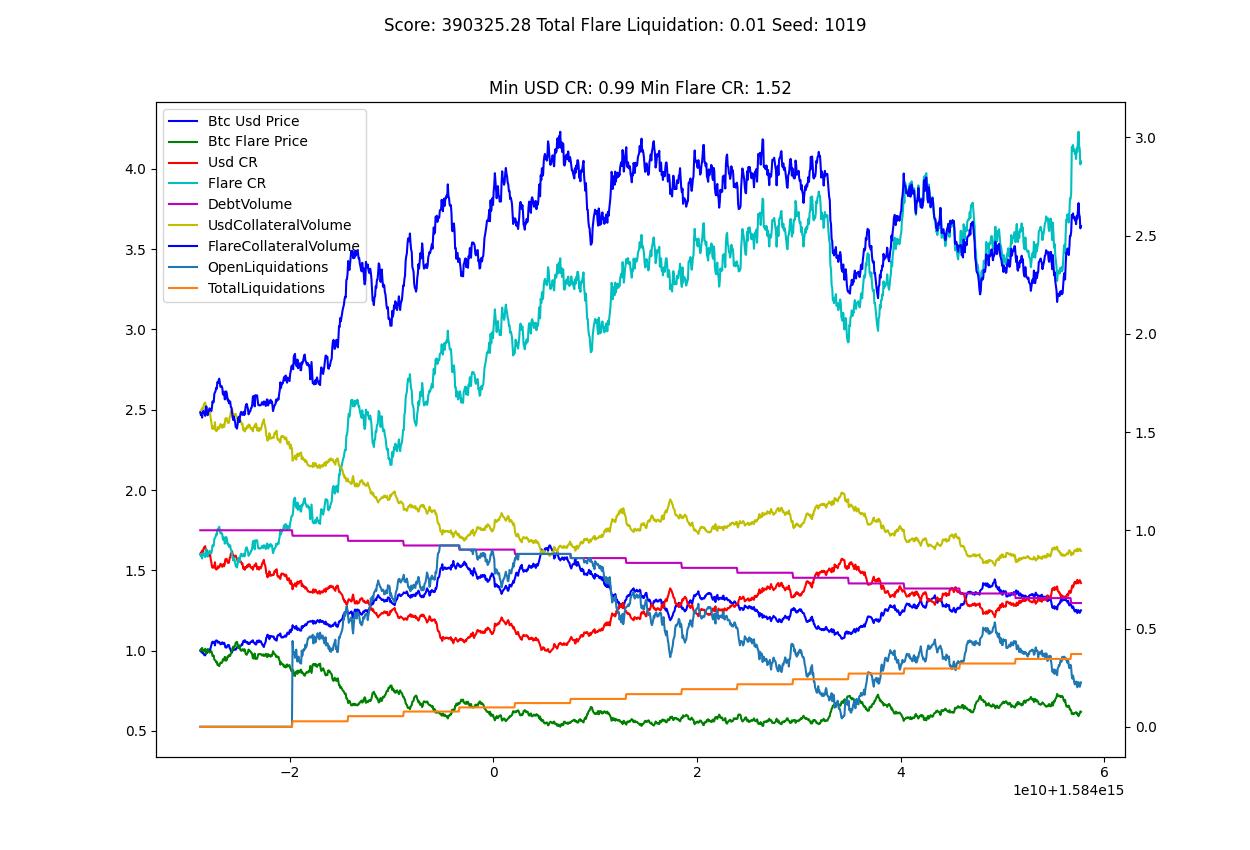 Score: 390325.28 Total Flare Liquidation: 0.01 Seed: 1019
Min USD CR: 0.99 Min Flare CR: 1.52
Btc Usd Price
Btc Flare Price
Usd CR
Flare CR
DebtVolume
UsdCollateralVolume
FlareCollateralVolume
OpenLiquidations
TotalLiquidations
4.0
3.5
3.0
2.5
2.0
1.5
1.0
0.5
3.0
2.5
2.0
1.5
1.0
0.5
0.0
−2 0 2 4 6
1e10+1.584e15